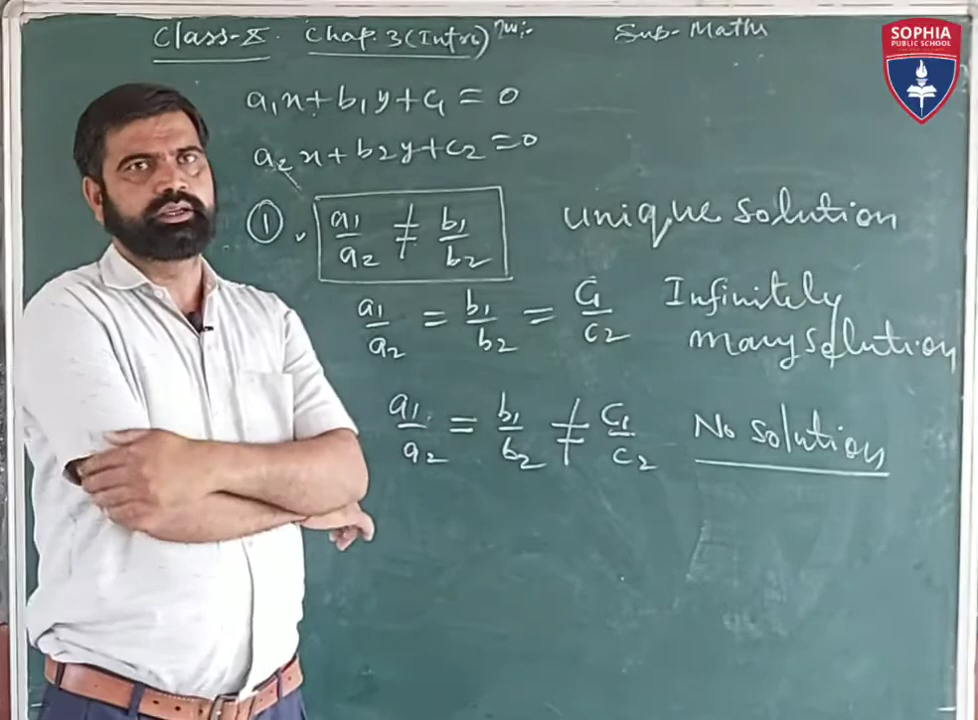 Class-X Chap. 3 (Intro) Sub- Maths
SOPHIA
PUBLIC SCHOOL
a₁x+b₁y+c₁ = 0
a₂x+b₂y+c₂ = 0
① a₁/a₂ ≠ b₁/b₂ unique solution
a₁/a₂ = b₁/b₂ = c₁/c₂ Infinitely
many solution
a₁/a₂ = b₁/b₂ ≠ c₁/c₂ No solution